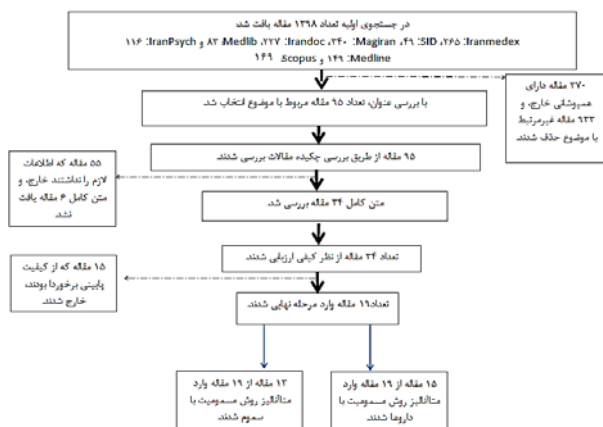 در جستجوی اولیه تعداد ۱۳۹۸ مقاله یافت شد:
Iranmedex: ۲۶۵، SID: ۴۹، Magiran: ۳۴۰، Irandoc: ۲۲۷، Medlib: ۸۳ و IranPsych: ۱۱۶
Medline: ۱۴۹ و Scopus: ۱۶۹
۲۷۰ مقاله دارای
همپوشانی خارج، و
۹۳۳ مقاله غیرمرتبط
با موضوع حذف شدند.
با بررسی عنوان، تعداد ۹۵ مقاله مربوط با موضوع انتخاب شد.
۹۵ مقاله از طریق بررسی چکیده مقالات بررسی شدند.
۵۵ مقاله که اطلاعات
لازم را نداشتند خارج، و
متن کامل ۶ مقاله یافت
نشد.
متن کامل ۳۴ مقاله بررسی شد.
تعداد ۳۴ مقاله از نظر کیفی ارزیابی شدند.
۱۵ مقاله که از کیفیت
پایینی برخوردا بودند،
خارج شدند.
تعداد۱۹ مقاله وارد مرحله نهایی شدند.
۱۵ مقاله از ۱۹ مقاله وارد
متاآنالیز روش مسمومیت با
داروها شدند.
۱۳ مقاله از ۱۹ مقاله وارد
متاآنالیز روش مسمومیت با
سموم شدند.